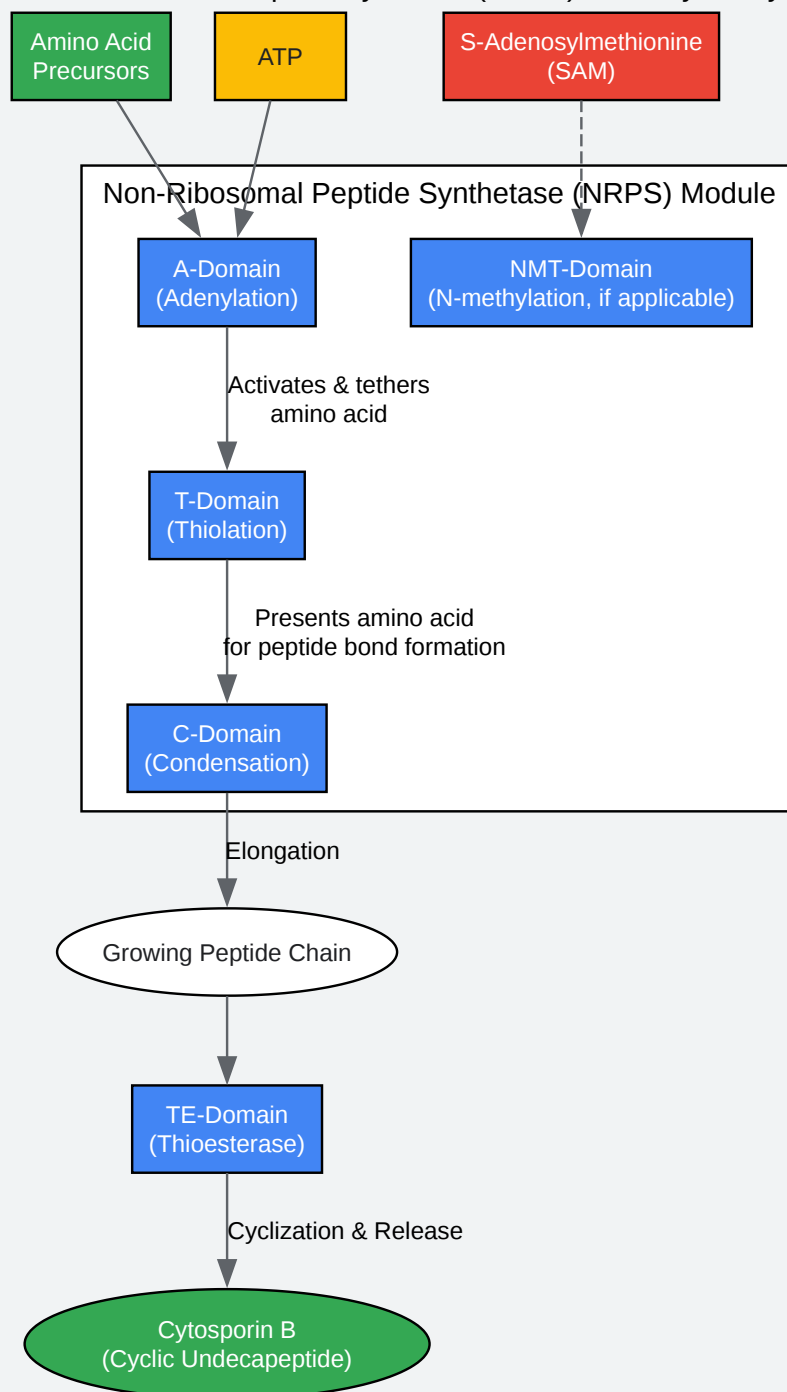 Amino Acid
Precursors
ATP
S-Adenosylmethionine
(SAM)
Non-Ribosomal Peptide Synthetase (NRPS) Module
A-Domain
(Adenylation)
NMT-Domain
(N-methylation, if applicable)
Activates & tethers
amino acid
T-Domain
(Thiolation)
Presents amino acid
for peptide bond formation
C-Domain
(Condensation)
Elongation
Growing Peptide Chain
TE-Domain
(Thioesterase)
Cyclization & Release
Cytosporin B
(Cyclic Undecapeptide)